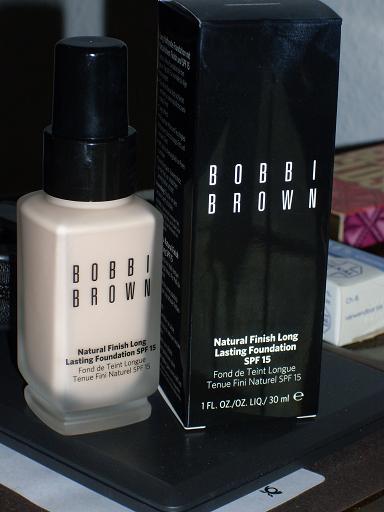 BOBBI
BROWN
Natural Finish Long
Lasting Foundation SPF 15
Fond de Teint Longue
Tenue Fini Naturel SPF 15
BOBBI
BROWN
Natural Finish Long
Lasting Foundation
SPF 15
Fond de Teint Longue
Tenue Fini Naturel SPF 15
1 FL. OZ./OZ. LIQ./ 30 ml e